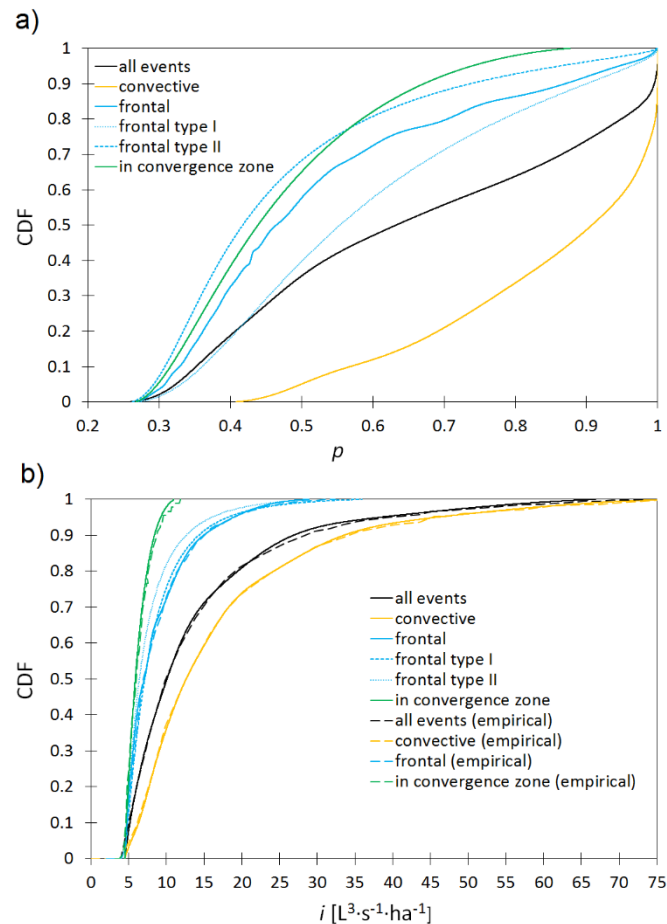 a)
1
0.9
0.8
0.7
0.6
0.5
0.4
0.3
0.2
0.1
0
CDF
all events
convective
frontal
frontal type I
frontal type II
in convergence zone
0.2 0.3 0.4 0.5 0.6 0.7 0.8 0.9 1
p
b)
1
0.9
0.8
0.7
0.6
0.5
0.4
0.3
0.2
0.1
0
CDF
all events
convective
frontal
frontal type I
frontal type II
in convergence zone
all events (empirical)
convective (empirical)
frontal (empirical)
in convergence zone (empirical)
0 5 10 15 20 25 30 35 40 45 50 55 60 65 70 75
i [L³·s⁻¹·ha⁻¹]